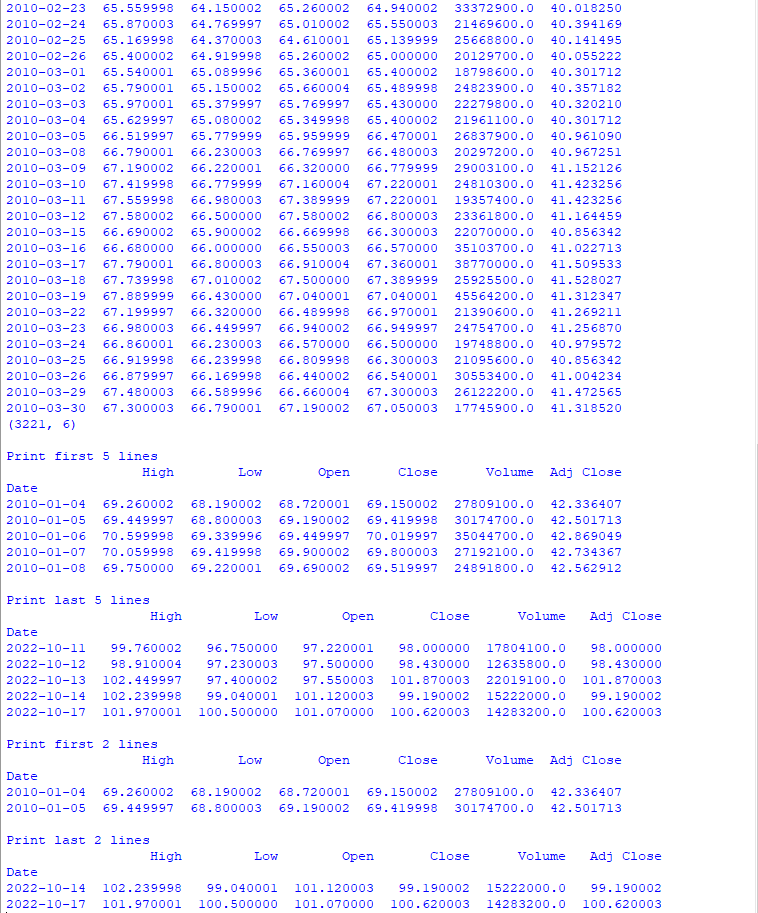 2010-02-23  65.559998  64.150002  65.260002  64.940002  33372900.0  40.018250
2010-02-24  65.870003  64.769997  65.010002  65.550003  21469600.0  40.394169
2010-02-25  65.169998  64.370003  64.610001  65.139999  25668800.0  40.141495
2010-02-26  65.400002  64.919998  65.260002  65.000000  20129700.0  40.055222
2010-03-01  65.540001  65.089996  65.360001  65.400002  18798600.0  40.301712
2010-03-02  65.790001  65.150002  65.660004  65.489998  24823900.0  40.357182
2010-03-03  65.970001  65.379997  65.769997  65.430000  22279800.0  40.320210
2010-03-04  65.629997  65.080002  65.349998  65.400002  21961100.0  40.301712
2010-03-05  66.519997  65.779999  65.959999  66.470001  26837900.0  40.961090
2010-03-08  66.790001  66.230003  66.769997  66.480003  20297200.0  40.967251
2010-03-09  67.190002  66.220001  66.320000  66.779999  29003100.0  41.152126
2010-03-10  67.419998  66.779999  67.160004  67.220001  24810300.0  41.423256
2010-03-11  67.559998  66.980003  67.389999  67.220001  19357400.0  41.423256
2010-03-12  67.580002  66.500000  67.580002  66.800003  23361800.0  41.164459
2010-03-15  66.690002  65.900002  66.669998  66.300003  22070000.0  40.856342
2010-03-16  66.680000  66.000000  66.550003  66.570000  35103700.0  41.022713
2010-03-17  67.790001  66.800003  66.910004  67.360001  38770000.0  41.509533
2010-03-18  67.739998  67.010002  67.500000  67.389999  25925500.0  41.528027
2010-03-19  67.889999  66.430000  67.040001  67.040001  45564200.0  41.312347
2010-03-22  67.199997  66.320000  66.489998  66.970001  21390600.0  41.269211
2010-03-23  66.980003  66.449997  66.940002  66.949997  24754700.0  41.256870
2010-03-24  66.860001  66.230003  66.570000  66.500000  19748800.0  40.979572
2010-03-25  66.919998  66.239998  66.809998  66.300003  21095600.0  40.856342
2010-03-26  66.879997  66.169998  66.440002  66.540001  30553400.0  41.004234
2010-03-29  67.480003  66.589996  66.660004  67.300003  26122200.0  41.472565
2010-03-30  67.300003  66.790001  67.190002  67.050003  17745900.0  41.318520
(3221, 6)
Print first 5 lines
High  Low  Open  Close  Volume  Adj Close
Date
2010-01-04  69.260002  68.190002  68.720001  69.150002  27809100.0  42.336407
2010-01-05  69.449997  68.800003  69.190002  69.419998  30174700.0  42.501713
2010-01-06  70.599998  69.339996  69.449997  70.019997  35044700.0  42.869049
2010-01-07  70.059998  69.419998  69.900002  69.800003  27192100.0  42.734367
2010-01-08  69.750000  69.220001  69.690002  69.519997  24891800.0  42.562912
Print last 5 lines
High  Low  Open  Close  Volume  Adj Close
Date
2022-10-11  99.760002  96.750000  97.220001  98.000000  17804100.0  98.000000
2022-10-12  98.910004  97.230003  97.500000  98.430000  12635800.0  98.430000
2022-10-13  102.449997  97.400002  97.550003  101.870003  22019100.0  101.870003
2022-10-14  102.239998  99.040001  101.120003  99.190002  15222000.0  99.190002
2022-10-17  101.970001  100.500000  101.070000  100.620003  14283200.0  100.620003
Print first 2 lines
High  Low  Open  Close  Volume  Adj Close
Date
2010-01-04  69.260002  68.190002  68.720001  69.150002  27809100.0  42.336407
2010-01-05  69.449997  68.800003  69.190002  69.419998  30174700.0  42.501713
Print last 2 lines
High  Low  Open  Close  Volume  Adj Close
Date
2022-10-14  102.239998  99.040001  101.120003  99.190002  15222000.0  99.190002
2022-10-17  101.970001  100.500000  101.070000  100.620003  14283200.0  100.620003